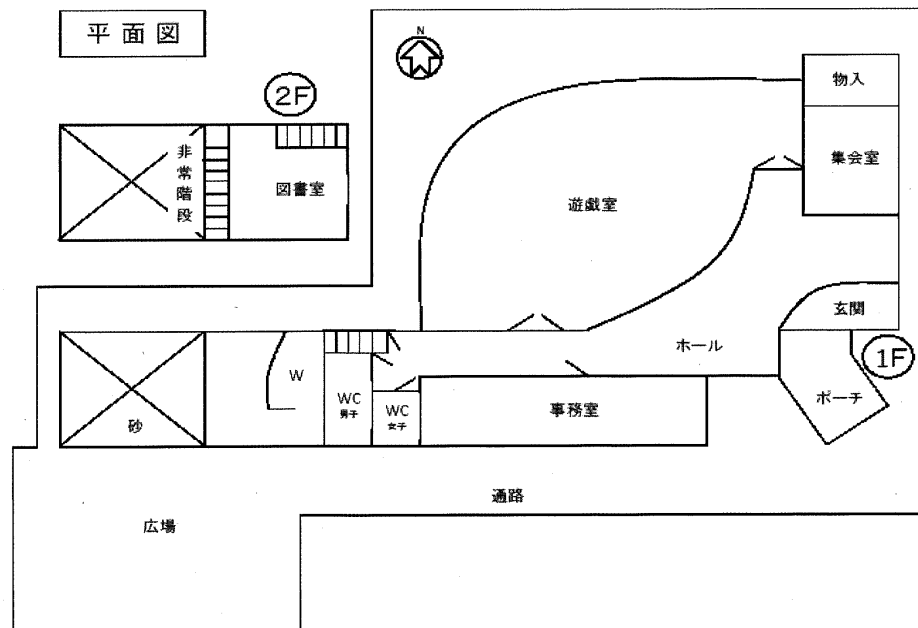 平面図
N
2F
非常階段
図書室
物入
集会室
遊戯室
玄関
ホール
1F
ポーチ
W
WC
男子
WC
女子
事務室
砂
通路
広場